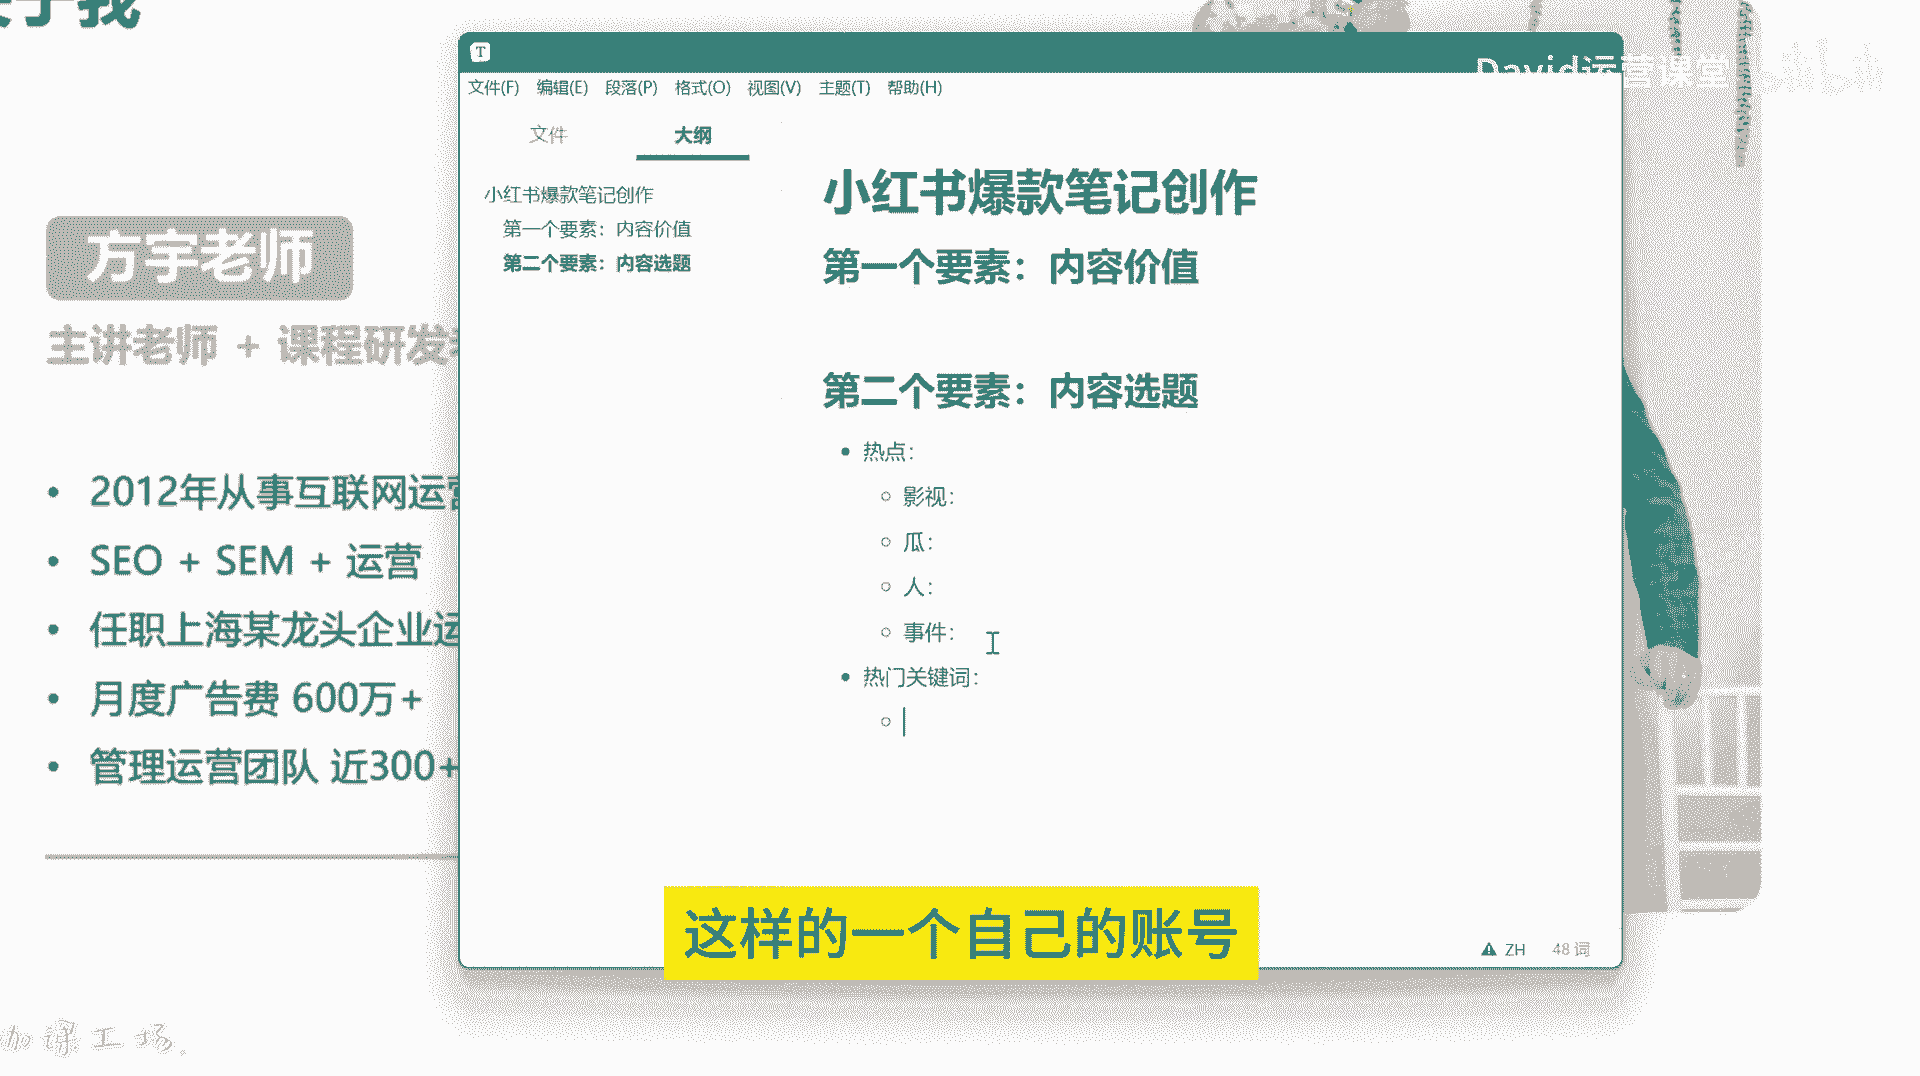 关于我
David运营课堂
文件(F) 编辑(E) 段落(P) 格式(O) 视图(V) 主题(T) 帮助(H)
文件 大纲
小红书爆款笔记创作
第一个要素：内容价值
第二个要素：内容选题
小红书爆款笔记创作
第一个要素：内容价值
第二个要素：内容选题
热点：
影视：
瓜：
人：
事件：
热门关键词：
方宇老师
主讲老师 + 课程研发
2012年从事互联网运营
SEO + SEM + 运营
任职上海某龙头企业运
月度广告费 600万+
管理运营团队 近300+
这样的一个自己的账号
ZH 48 词
加课工场